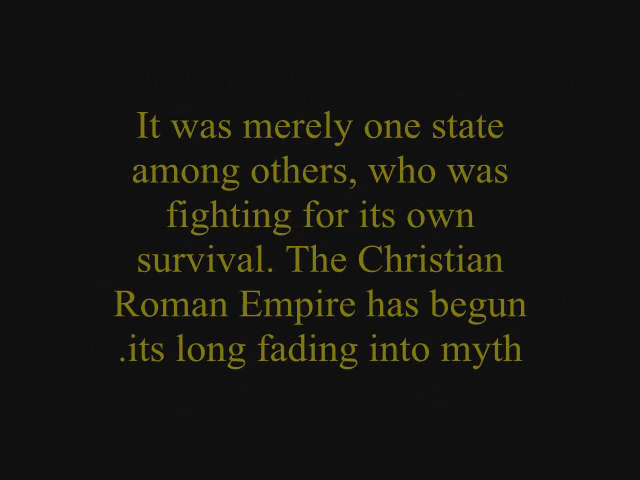 It was merely one state
among others, who was
fighting for its own
survival. The Christian
Roman Empire has begun
.its long fading into myth